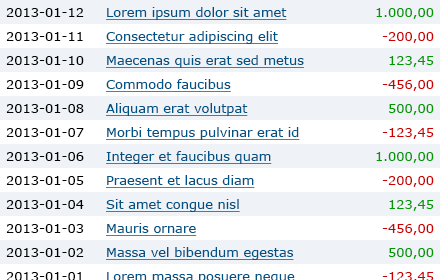 2013-01-12 Lorem ipsum dolor sit amet 1.000,00
2013-01-11 Consectetur adipiscing elit -200,00
2013-01-10 Maecenas quis erat sed metus 123,45
2013-01-09 Commodo faucibus -456,00
2013-01-08 Aliquam erat volutpat 500,00
2013-01-07 Morbi tempus pulvinar erat id -123,45
2013-01-06 Integer et faucibus quam 1.000,00
2013-01-05 Praesent et lacus diam -200,00
2013-01-04 Sit amet congue nisl 123,45
2013-01-03 Mauris ornare -456,00
2013-01-02 Massa vel bibendum egestas 500,00
2013-01-01 Lorem massa posuere neque -123,45